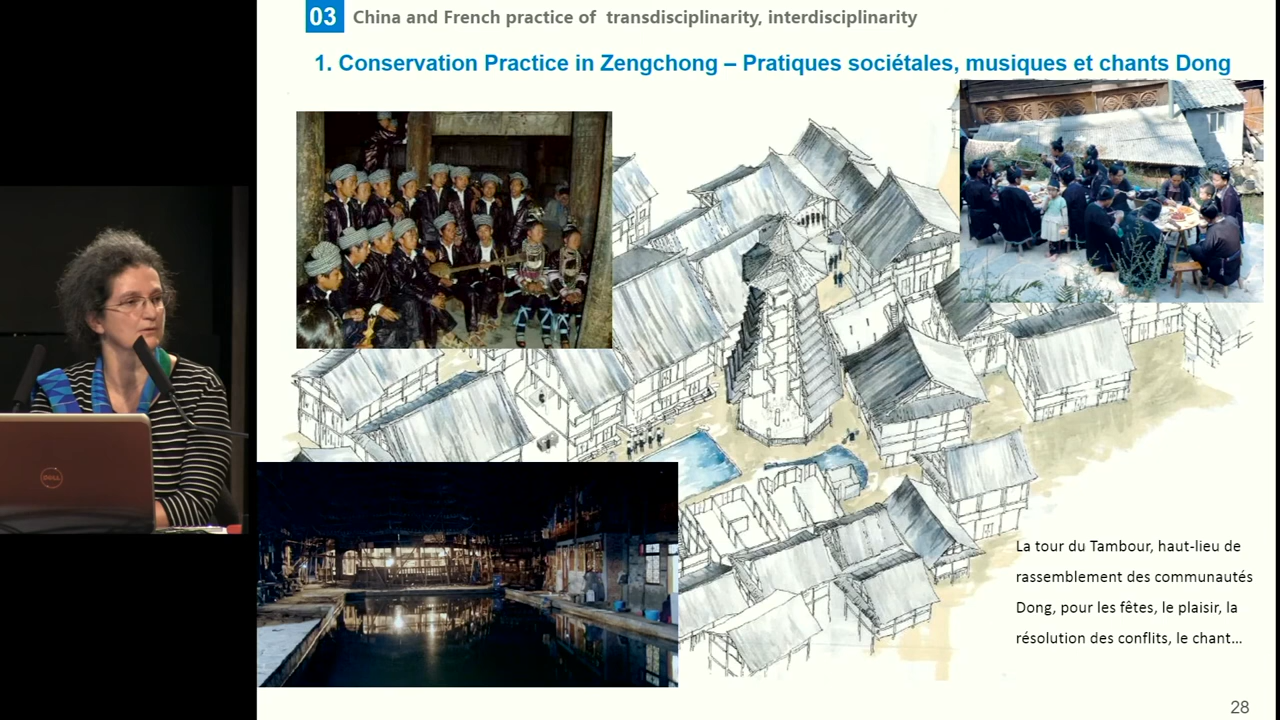 03 China and French practice of transdisciplinarity, interdisciplinarity
1. Conservation Practice in Zengchong – Pratiques sociétales, musiques et chants Dong
DELL
La tour du Tambour, haut-lieu de
rassemblement des communautés
Dong, pour les fêtes, le plaisir, la
résolution des conflits, le chant…
28